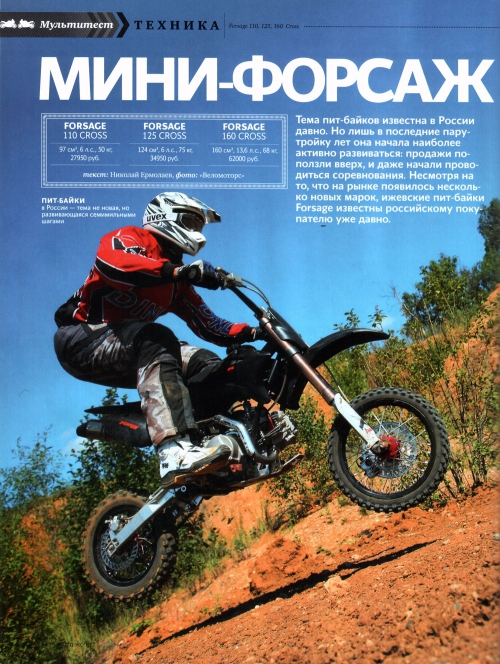 Мультитест
ТЕХНИКА
Forsage 110, 125, 160 Cross
МИНИ-ФОРСАЖ
FORSAGE
110 CROSS
97 см³, 6 л.с., 50 кг,
27950 руб.
FORSAGE
125 CROSS
124 см³, 6 л.с., 75 кг,
34950 руб.
FORSAGE
160 CROSS
160 см³, 13,6 л.с., 68 кг,
62000 руб.
текст: Николай Ермолаев, фото: «Веломоторс»
Тема пит-байков известна в России
давно. Но лишь в последние пару-
тройку лет она начала наиболее
активно развиваться: продажи по-
ползли вверх, и даже начали прово-
диться соревнования. Несмотря на
то, что на рынке появилось несколь-
ко новых марок, ижевские пит-байки
Forsage известны российскому поку-
пателю уже давно.
ПИТ-БАЙКИ
в России — тема не новая, но
развивающаяся семимильными
шагами
uvex